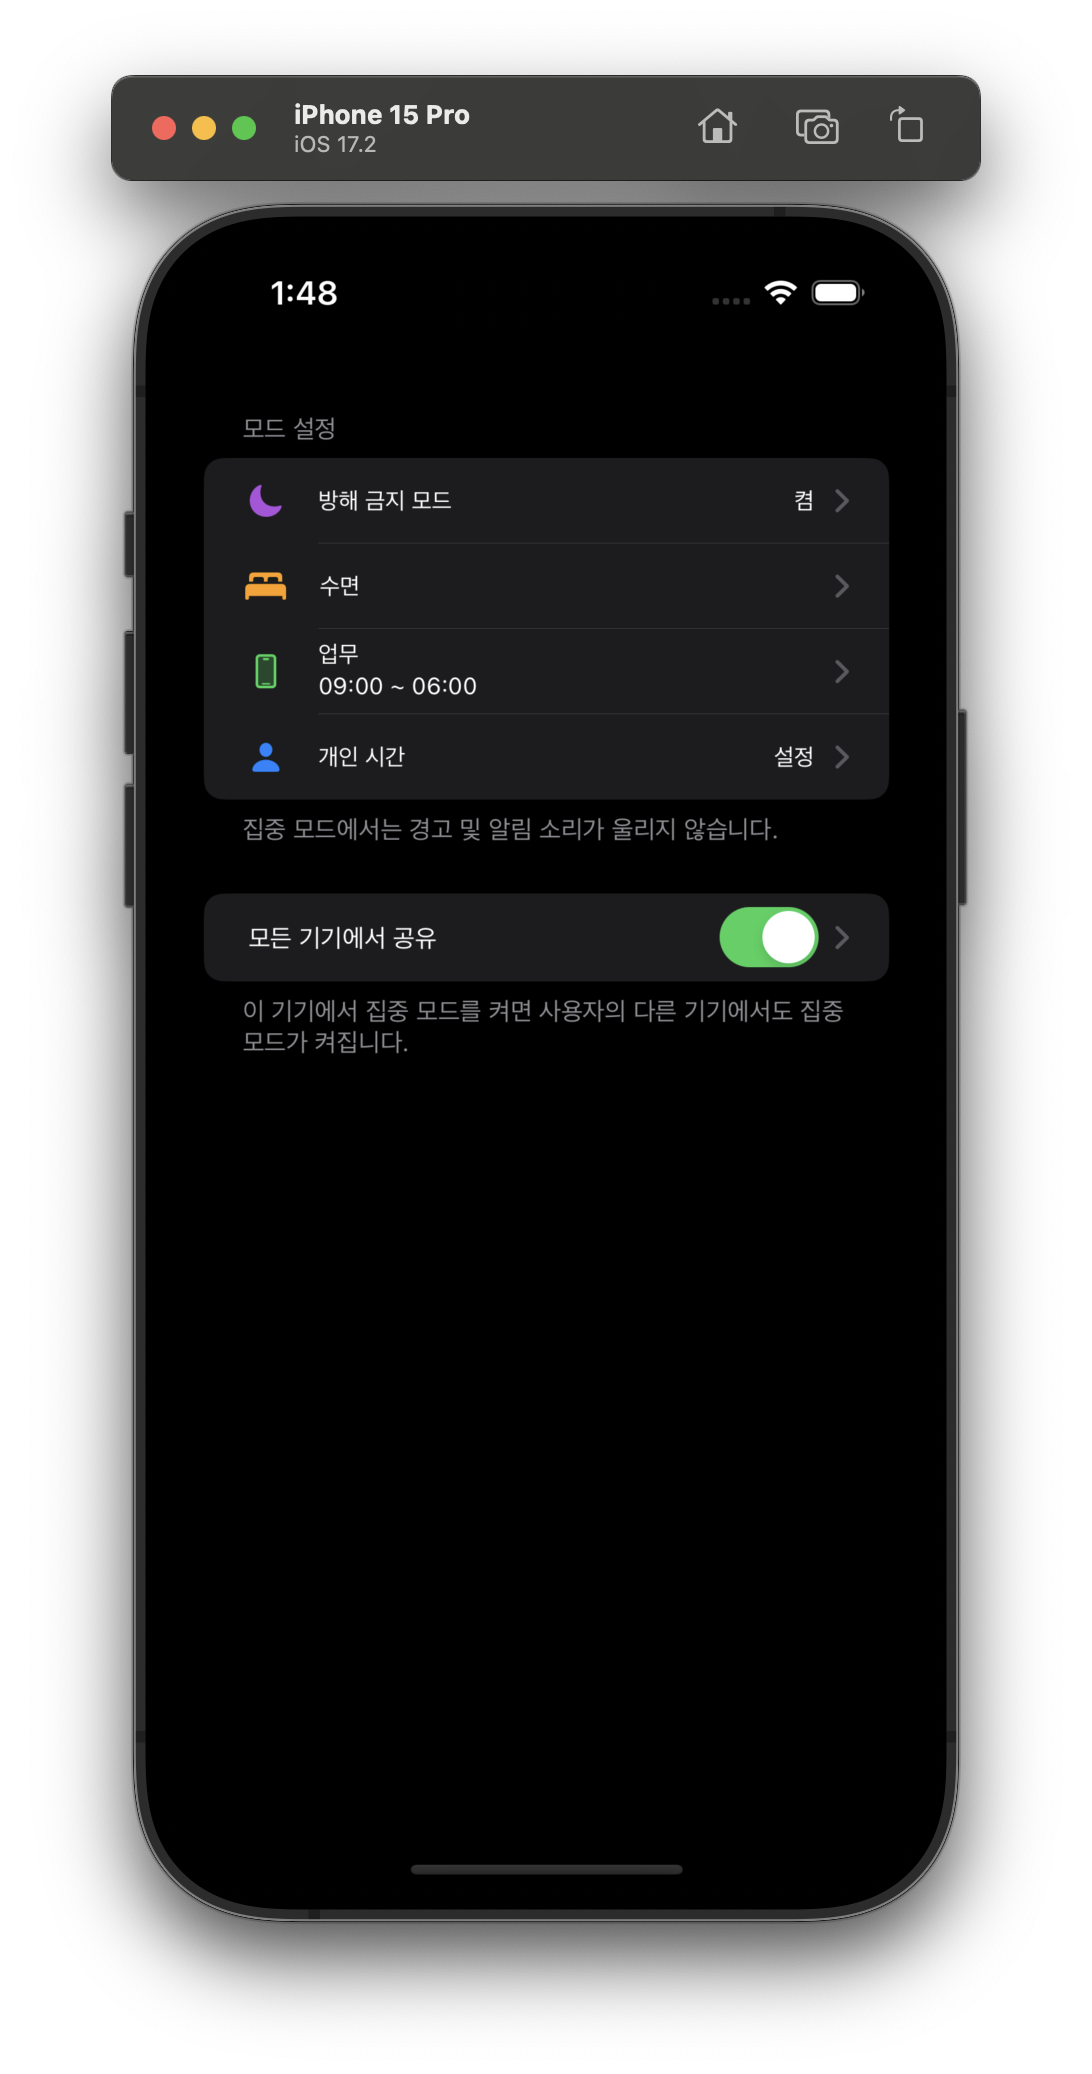 iPhone 15 Pro
iOS 17.2
1:48
모드 설정
방해 금지 모드 켬
수면
업무
09:00 ~ 06:00
개인 시간 설정
집중 모드에서는 경고 및 알림 소리가 울리지 않습니다.
모든 기기에서 공유
이 기기에서 집중 모드를 켜면 사용자의 다른 기기에서도 집중
모드가 켜집니다.